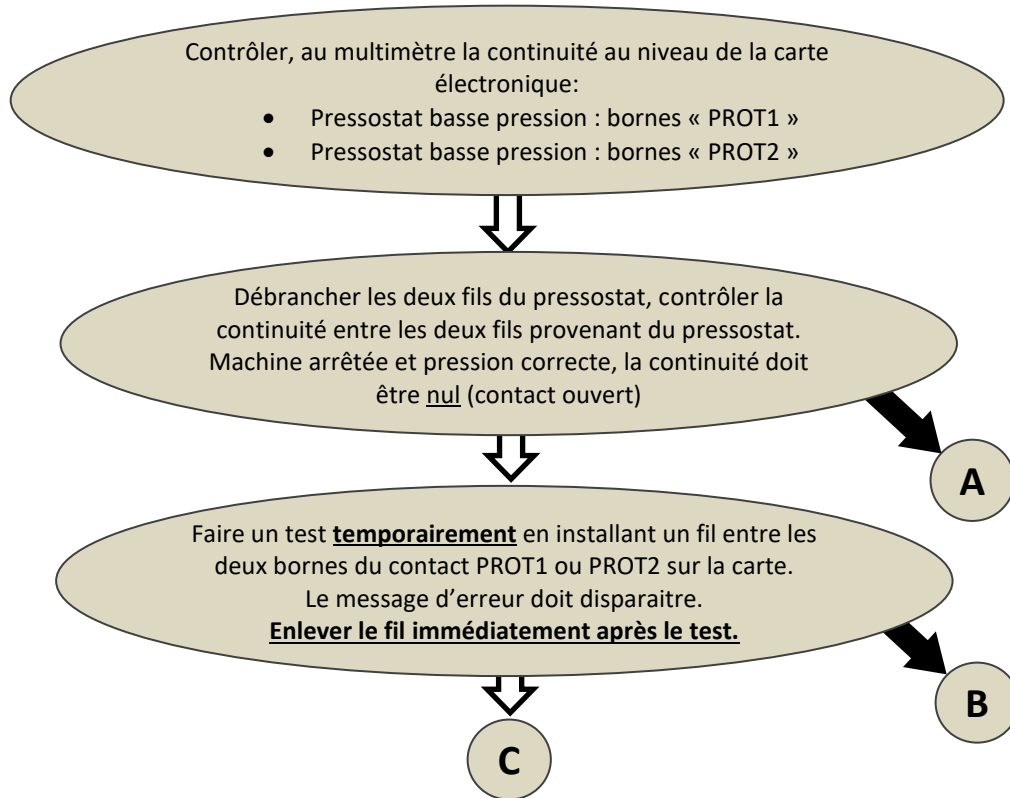 Contrôler, au multimètre la continuité au niveau de la carte
électronique:
• Pressostat basse pression : bornes « PROT1 »
• Pressostat basse pression : bornes « PROT2 »
Débrancher les deux fils du pressostat, contrôler la
continuité entre les deux fils provenant du pressostat.
Machine arrêtée et pression correcte, la continuité doit
être nul (contact ouvert)
A
Faire un test temporairement en installant un fil entre les
deux bornes du contact PROT1 ou PROT2 sur la carte.
Le message d’erreur doit disparaitre.
Enlever le fil immédiatement après le test.
B
C